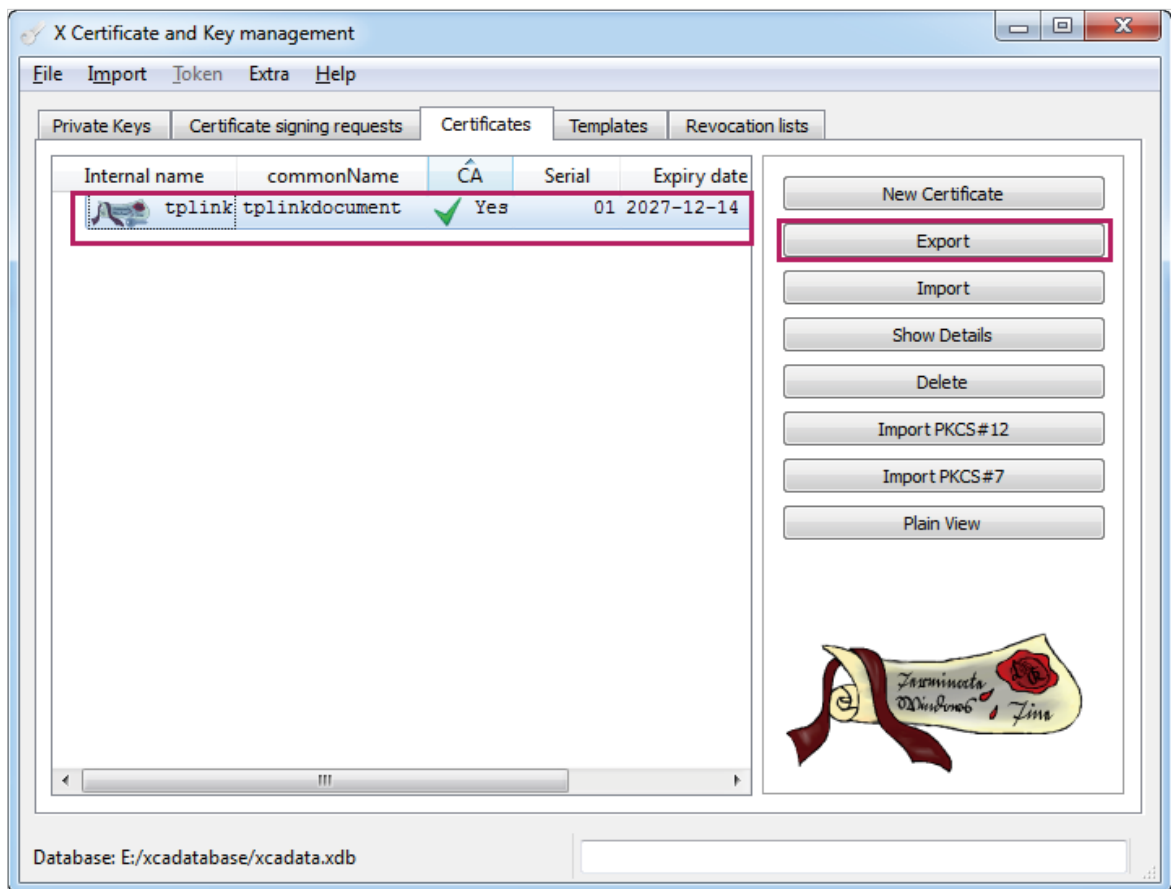 X Certificate and Key management
X
File Import Token Extra Help
Private Keys Certificate signing requests Certificates Templates Revocation lists
Internal name commonName CA Serial Expiry date
tplink tplinkdocument Yes 01 2027-12-14
New Certificate
Export
Import
Show Details
Delete
Import PKCS#12
Import PKCS#7
Plain View
Windows
Database: E:/xcadatabase/xcadata.xdb